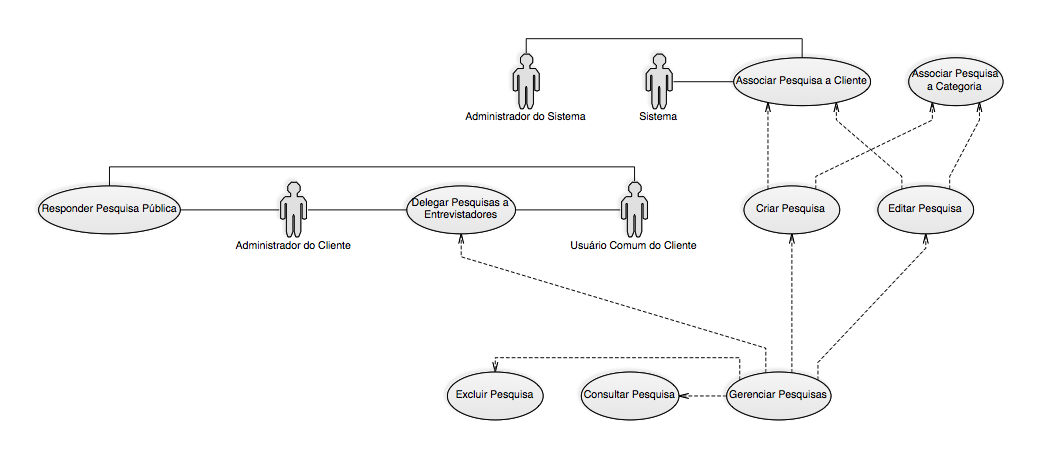 Associar Pesquisa a Cliente
Associar Pesquisa
a Categoria
Administrador do Sistema
Sistema
Responder Pesquisa Pública
Delegar Pesquisas a
Entrevistadores
Criar Pesquisa
Editar Pesquisa
Administrador do Cliente
Usuário Comum do Cliente
Excluir Pesquisa
Consultar Pesquisa
Gerenciar Pesquisas